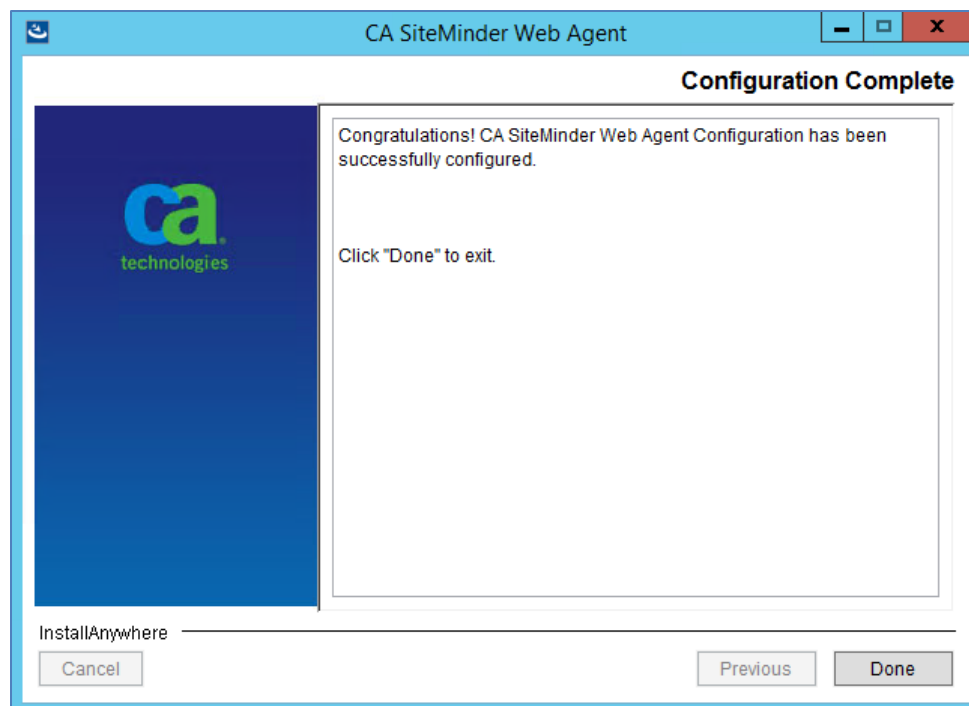 CA SiteMinder Web Agent
Configuration Complete
ca
technologies
Congratulations! CA SiteMinder Web Agent Configuration has been
successfully configured.
Click "Done" to exit.
InstallAnywhere
Cancel
Previous
Done